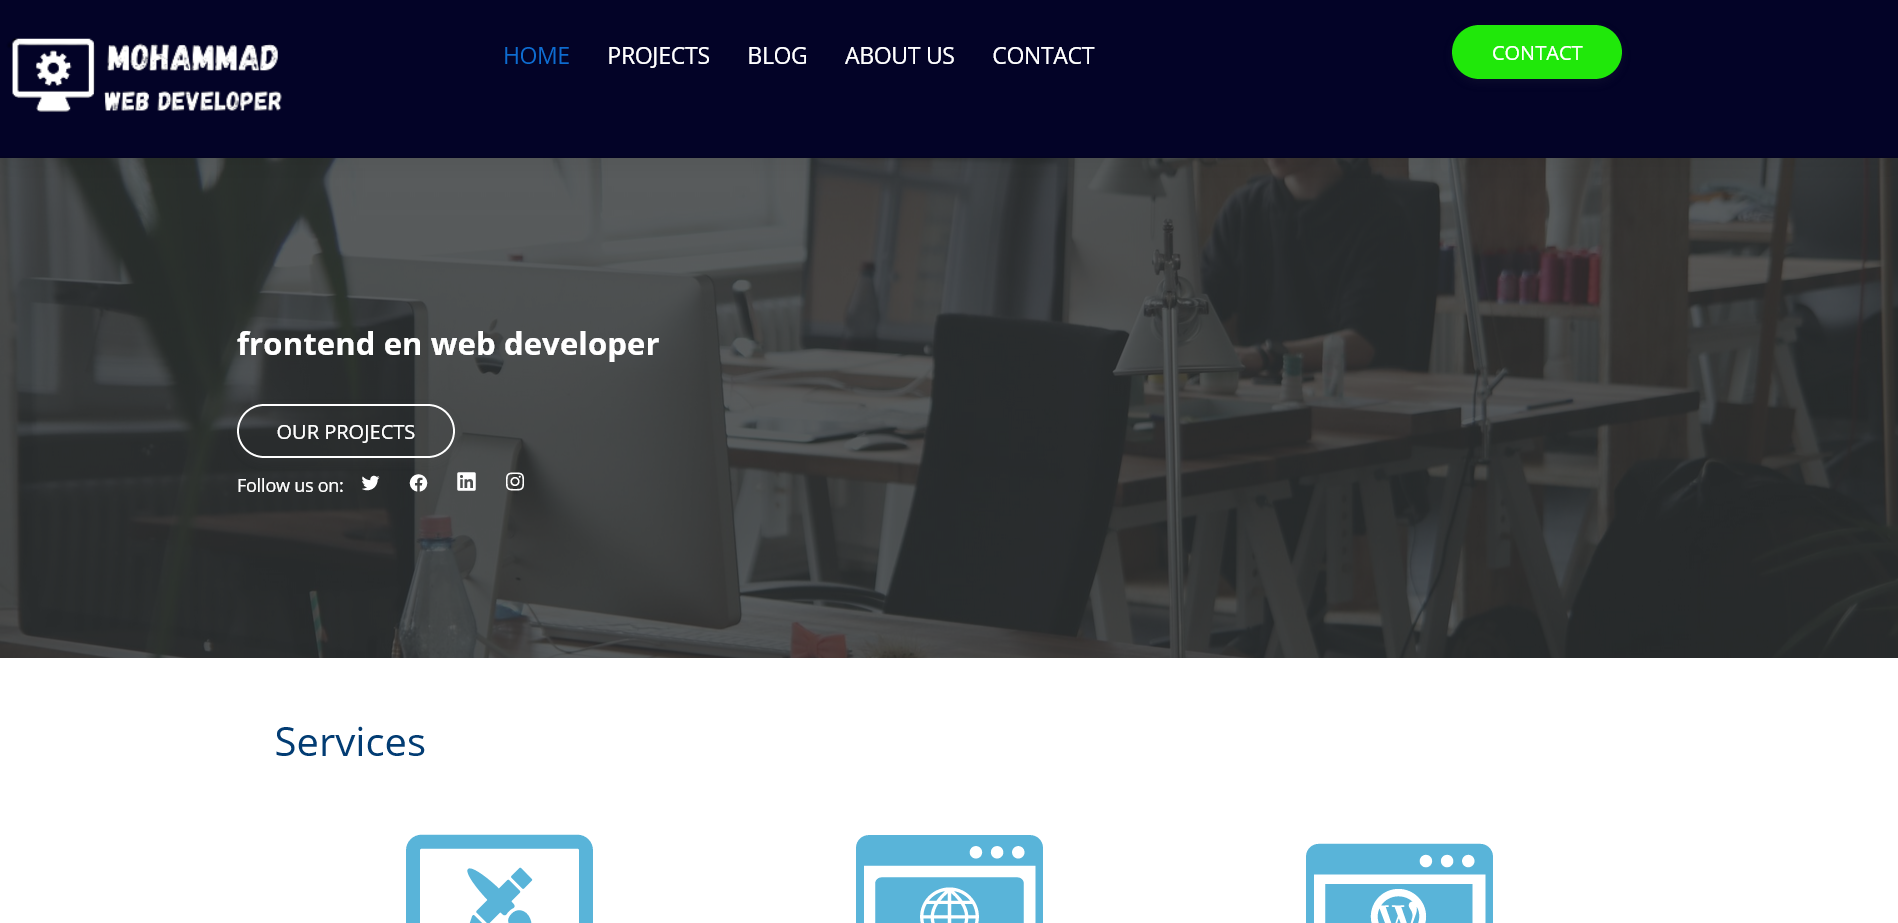 MOHAMMAD
WEB DEVELOPER
HOME PROJECTS BLOG ABOUT US CONTACT
CONTACT
frontend en web developer
OUR PROJECTS
Follow us on:
Services